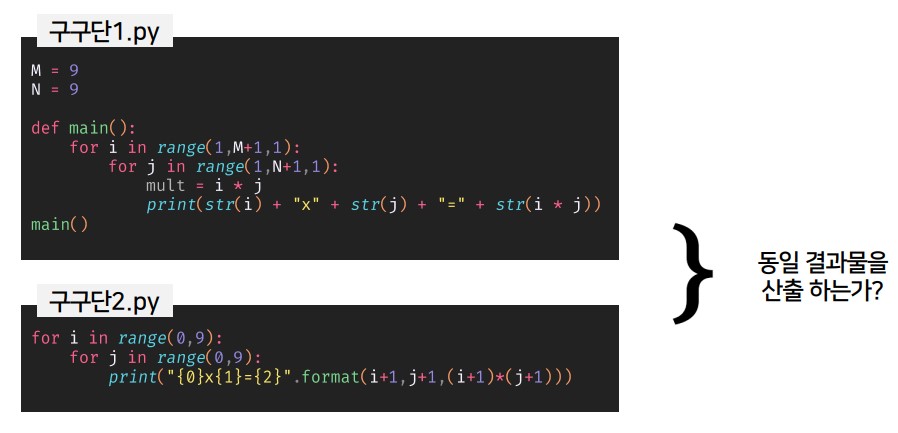 구구단1.py
M = 9
N = 9
def main():
    for i in range(1,M+1,1):
        for j in range(1,N+1,1):
            mult = i * j
            print(str(i) + "x" + str(j) + "=" + str(i * j))
main()
구구단2.py
for i in range(0,9):
    for j in range(0,9):
        print("{0}x{1}={2}".format(i+1,j+1,(i+1)*(j+1)))
}
동일 결과물을
산출 하는가?